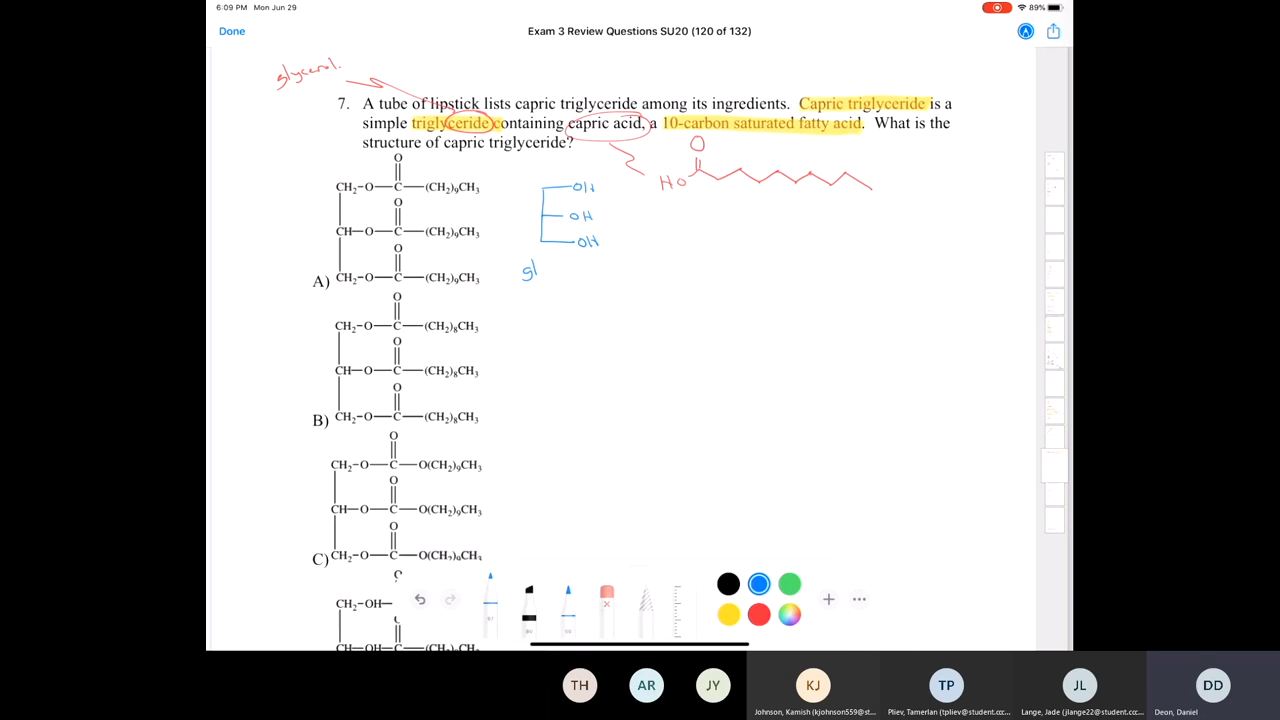 6:09 PM Mon Jun 29
89%
Done
Exam 3 Review Questions SU20 (120 of 132)
glycerol.
7. A tube of lipstick lists capric triglyceride among its ingredients. Capric triglyceride is a
simple triglyceride containing capric acid, a 10-carbon saturated fatty acid. What is the
structure of capric triglyceride?
O
HO
O
CH2-O—C—(CH2)9CH3
O
CH—O—C—(CH2)9CH3
O
A) CH2-O—C—(CH2)9CH3
OH
OH
OH
gl
O
CH2-O—C—(CH2)8CH3
O
CH—O—C—(CH2)8CH3
O
B) CH2-O—C—(CH2)8CH3
O
CH2-O—C—O(CH2)9CH3
O
CH—O—C—O(CH2)9CH3
O
C) CH2-O—C—O(CH2)9CH3
CH2-OH—
CH—OH—C—(CH2)8CH3
TH
AR
JY
KJ
TP
JL
DD
Johnson, Kamish (kjohnson559@st...
Pliev, Tamerlan (tpliev@student.ccc...
Lange, Jade (jlange22@student.ccc...
Deon, Daniel